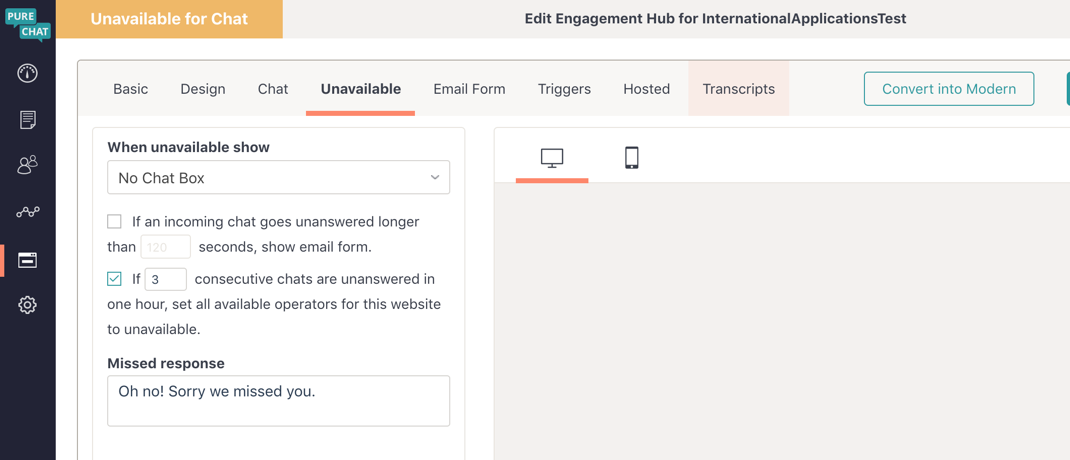 PURE
CHAT
Unavailable for Chat
Edit Engagement Hub for InternationalApplicationsTest
Basic
Design
Chat
Unavailable
Email Form
Triggers
Hosted
Transcripts
Convert into Modern
When unavailable show
No Chat Box
If an incoming chat goes unanswered longer
than 120 seconds, show email form.
If 3 consecutive chats are unanswered in
one hour, set all available operators for this website
to unavailable.
Missed response
Oh no! Sorry we missed you.